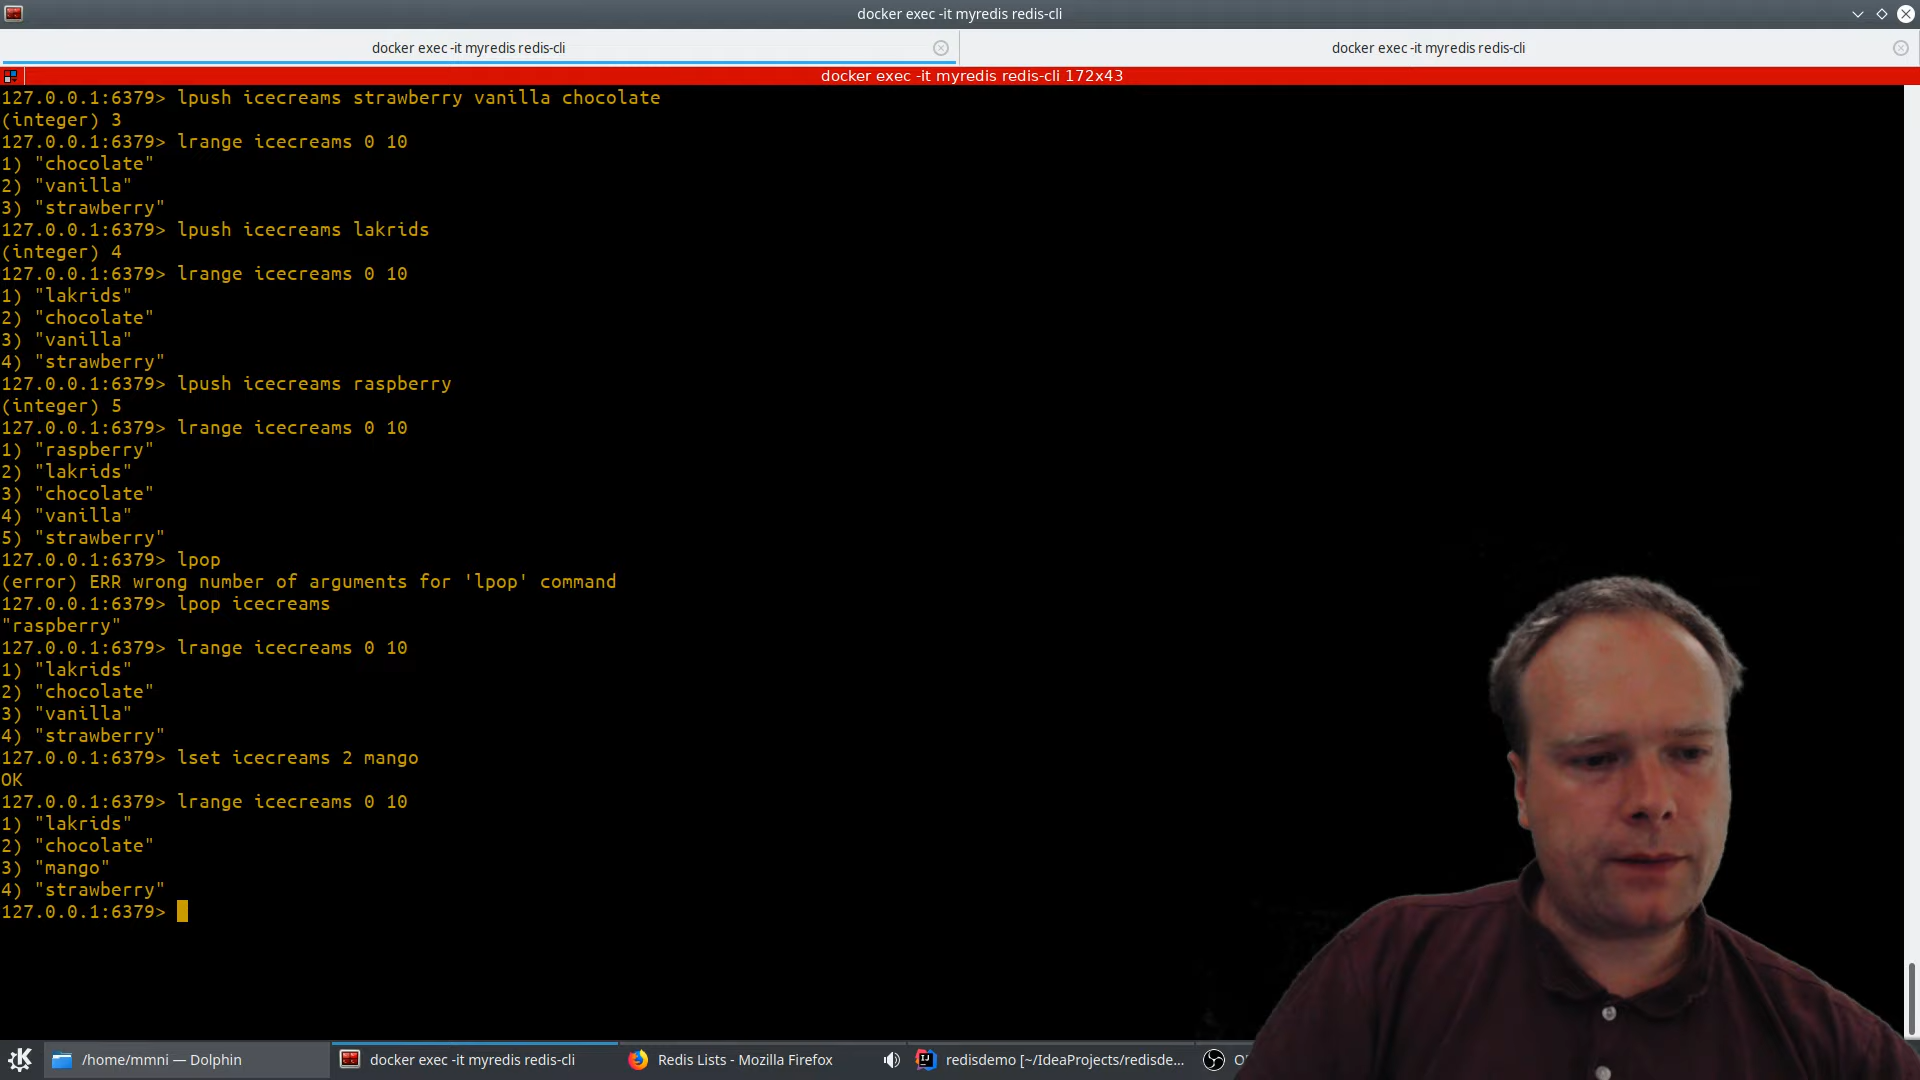 docker exec -it myredis redis-cli
docker exec -it myredis redis-cli
docker exec -it myredis redis-cli
docker exec -it myredis redis-cli 172x43
127.0.0.1:6379> lpush icecreams strawberry vanilla chocolate
(integer) 3
127.0.0.1:6379> lrange icecreams 0 10
1) "chocolate"
2) "vanilla"
3) "strawberry"
127.0.0.1:6379> lpush icecreams lakrids
(integer) 4
127.0.0.1:6379> lrange icecreams 0 10
1) "lakrids"
2) "chocolate"
3) "vanilla"
4) "strawberry"
127.0.0.1:6379> lpush icecreams raspberry
(integer) 5
127.0.0.1:6379> lrange icecreams 0 10
1) "raspberry"
2) "lakrids"
3) "chocolate"
4) "vanilla"
5) "strawberry"
127.0.0.1:6379> lpop
(error) ERR wrong number of arguments for 'lpop' command
127.0.0.1:6379> lpop icecreams
"raspberry"
127.0.0.1:6379> lrange icecreams 0 10
1) "lakrids"
2) "chocolate"
3) "vanilla"
4) "strawberry"
127.0.0.1:6379> lset icecreams 2 mango
OK
127.0.0.1:6379> lrange icecreams 0 10
1) "lakrids"
2) "chocolate"
3) "mango"
4) "strawberry"
127.0.0.1:6379>
/home/mmni — Dolphin
docker exec -it myredis redis-cli
Redis Lists - Mozilla Firefox
redisdemo [~/IdeaProjects/redisde...